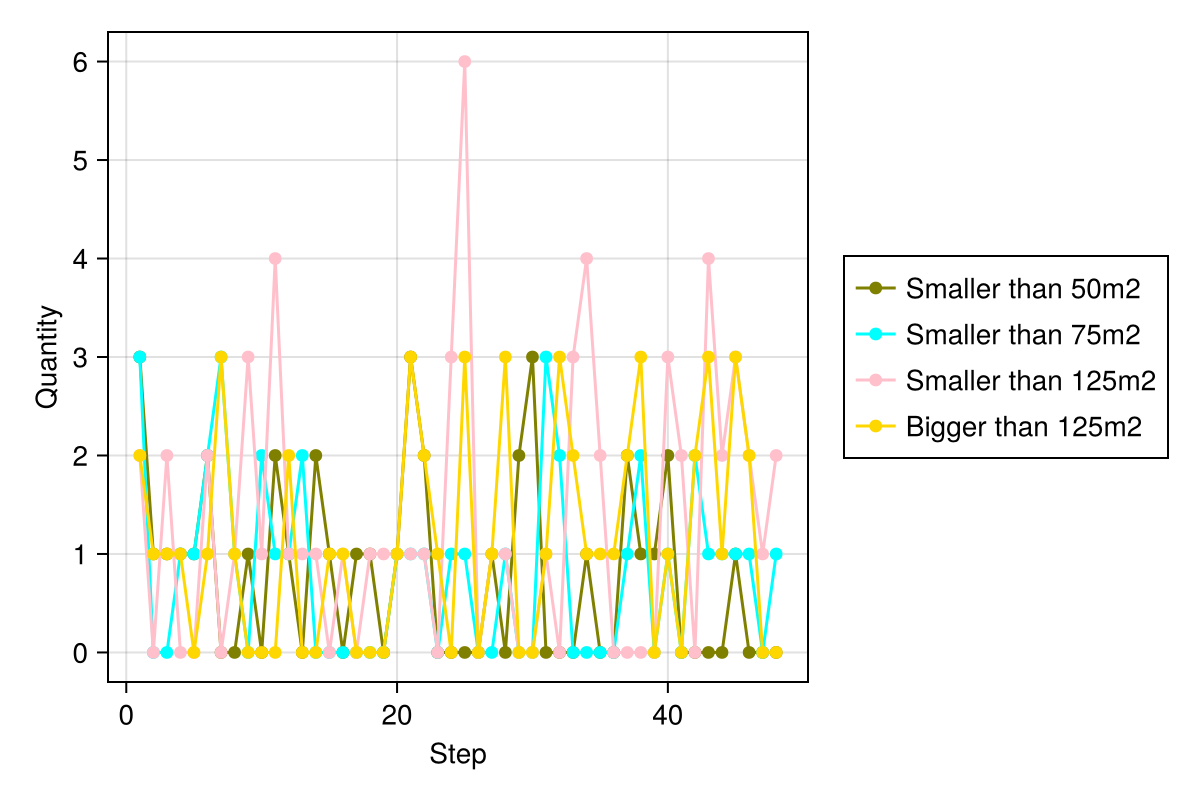 6
5
4
3
2
1
0
Quantity
0 20 40
Step
Smaller than 50m2
Smaller than 75m2
Smaller than 125m2
Bigger than 125m2